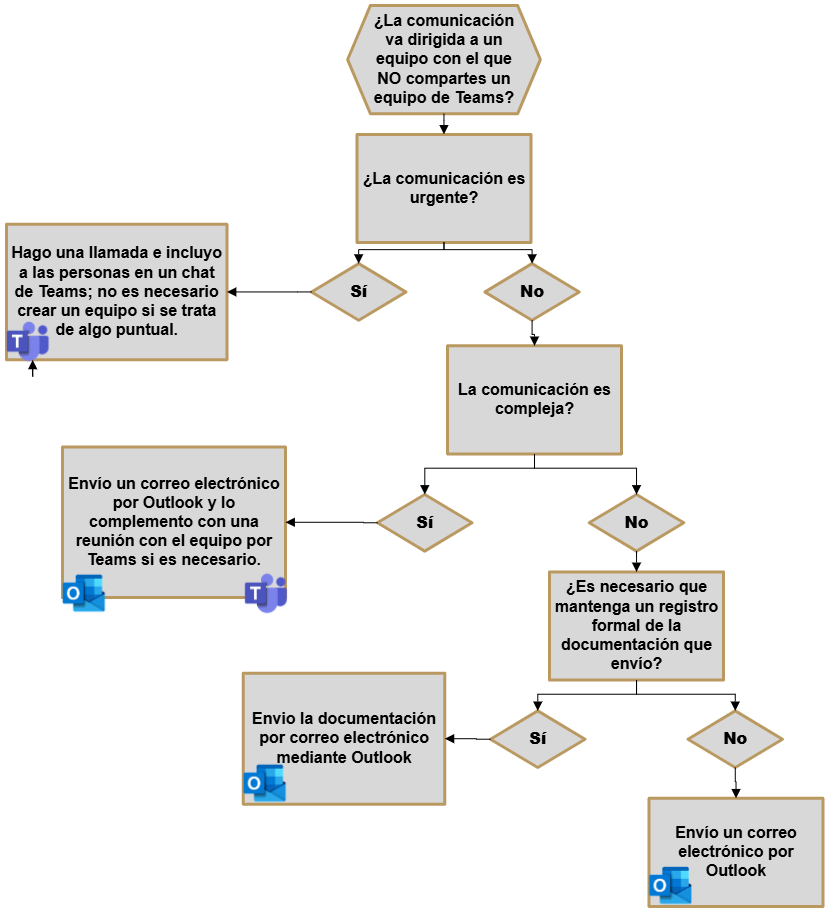 ¿La comunicación
va dirigida a un
equipo con el que
NO compartes un
equipo de Teams?
¿La comunicación es
urgente?
Hago una llamada e incluyo
a las personas en un chat
de Teams; no es necesario
crear un equipo si se trata
de algo puntual.
T
Sí
No
La comunicación es
compleja?
Envío un correo electrónico
por Outlook y lo
complemento con una
reunión con el equipo por
Teams si es necesario.
O
T
Sí
No
¿Es necesario que
mantenga un registro
formal de la
documentación que
envío?
Envio la documentación
por correo electrónico
mediante Outlook
O
Sí
No
Envío un correo
electrónico por
Outlook
O